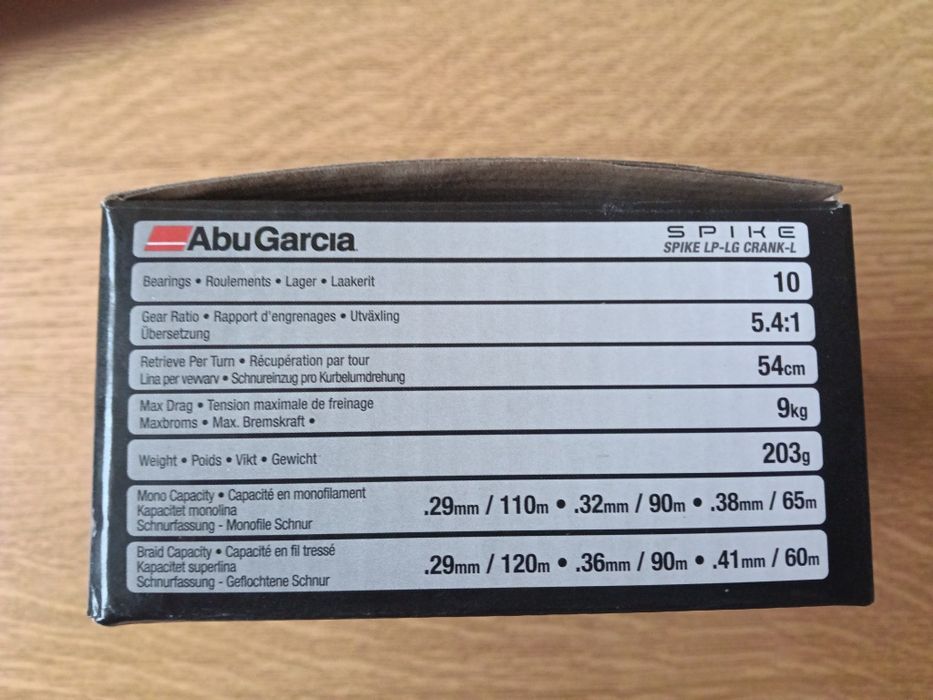 AbuGarcia
SPIKE
SPIKE LP-LG CRANK-L
Bearings • Roulements • Lager • Laakerit
10
Gear Ratio • Rapport d'engrenages • Utväxling
Übersetzung
5.4:1
Retrieve Per Turn • Récupération par tour
Lina per vevvarv • Schnureinzug pro Kurbelumdrehung
54cm
Max Drag • Tension maximale de freinage
Maxbroms • Max. Bremskraft •
9kg
Weight • Poids • Vikt • Gewicht
203g
Mono Capacity • Capacité en monofilament
Kapacitet monolina
Schnurfassung - Monofile Schnur
.29mm / 110m • .32mm / 90m • .38mm / 65m
Braid Capacity • Capacité en fil tressé
Kapacitet superlina
Schnurfassung - Geflochtene Schnur
.29mm / 120m • .36mm / 90m • .41mm / 60m